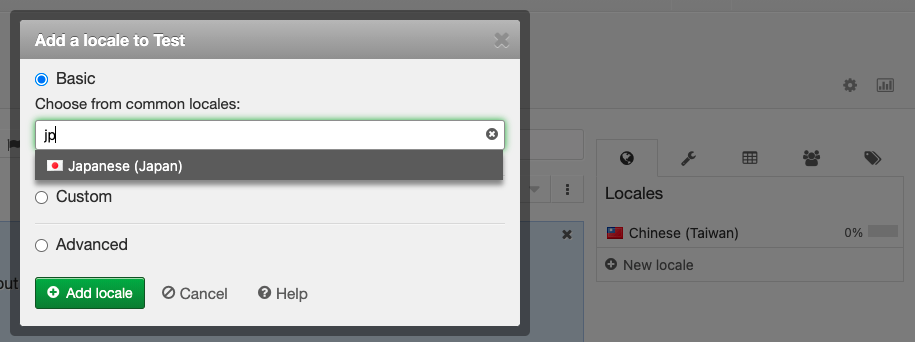 Add a locale to Test
Basic
Choose from common locales:
jp
Japanese (Japan)
Custom
Advanced
Add locale
Cancel
Help
out
Locales
Chinese (Taiwan) 0%
New locale